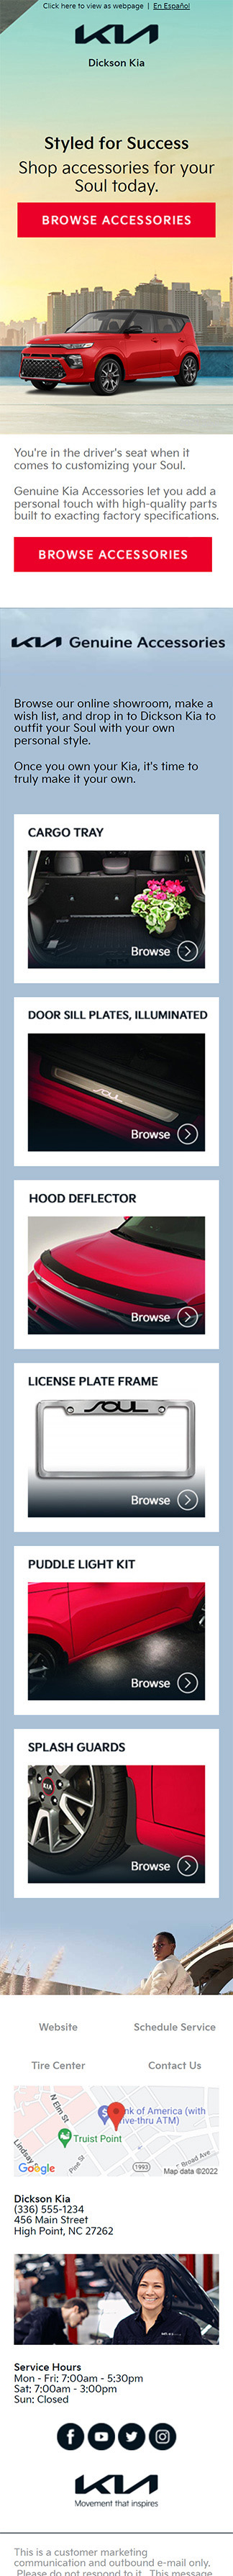 Click here to view as webpage | En Español
KIA
Dickson Kia
Styled for Success
Shop accessories for your
Soul today.
BROWSE ACCESSORIES
You're in the driver's seat when it
comes to customizing your Soul.
Genuine Kia Accessories let you add a
personal touch with high-quality parts
built to exacting factory specifications.
BROWSE ACCESSORIES
KIA Genuine Accessories
Browse our online showroom, make a
wish list, and drop in to Dickson Kia to
outfit your Soul with your own
personal style.
Once you own your Kia, it's time to
truly make it your own.
CARGO TRAY
Browse
DOOR SILL PLATES, ILLUMINATED
SOUL
Browse
HOOD DEFLECTOR
Browse
LICENSE PLATE FRAME
SOUL
Browse
PUDDLE LIGHT KIT
Browse
SPLASH GUARDS
KIA
Browse
Website Schedule Service
Tire Center Contact Us
N Elm St
nk of America (with
ive-thru ATM)
Truist Point
Lindsay
Pine St
Broad Ave
1993
Google
Map data ©2022
Dickson Kia
(336) 555-1234
456 Main Street
High Point, NC 27262
Service Hours
Mon - Fri: 7:00am - 5:30pm
Sat: 7:00am - 3:00pm
Sun: Closed
KIA
Movement that inspires
This is a customer marketing
communication and outbound e-mail only.
Please do not respond to it. This message